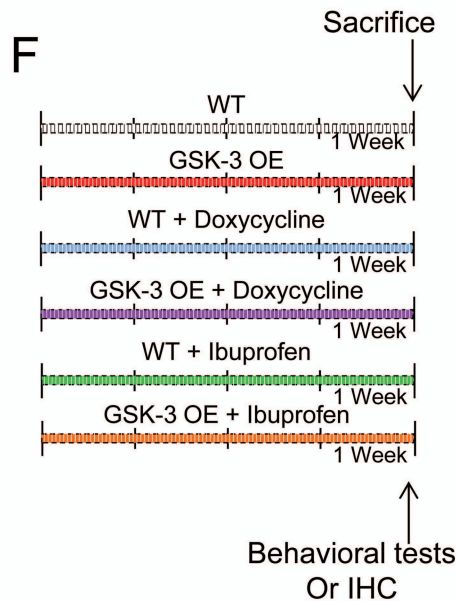 Sacrifice
F
WT
1 Week
GSK-3 OE
1 Week
WT + Doxycycline
1 Week
GSK-3 OE + Doxycycline
1 Week
WT + Ibuprofen
1 Week
GSK-3 OE + Ibuprofen
1 Week
Behavioral tests
Or IHC